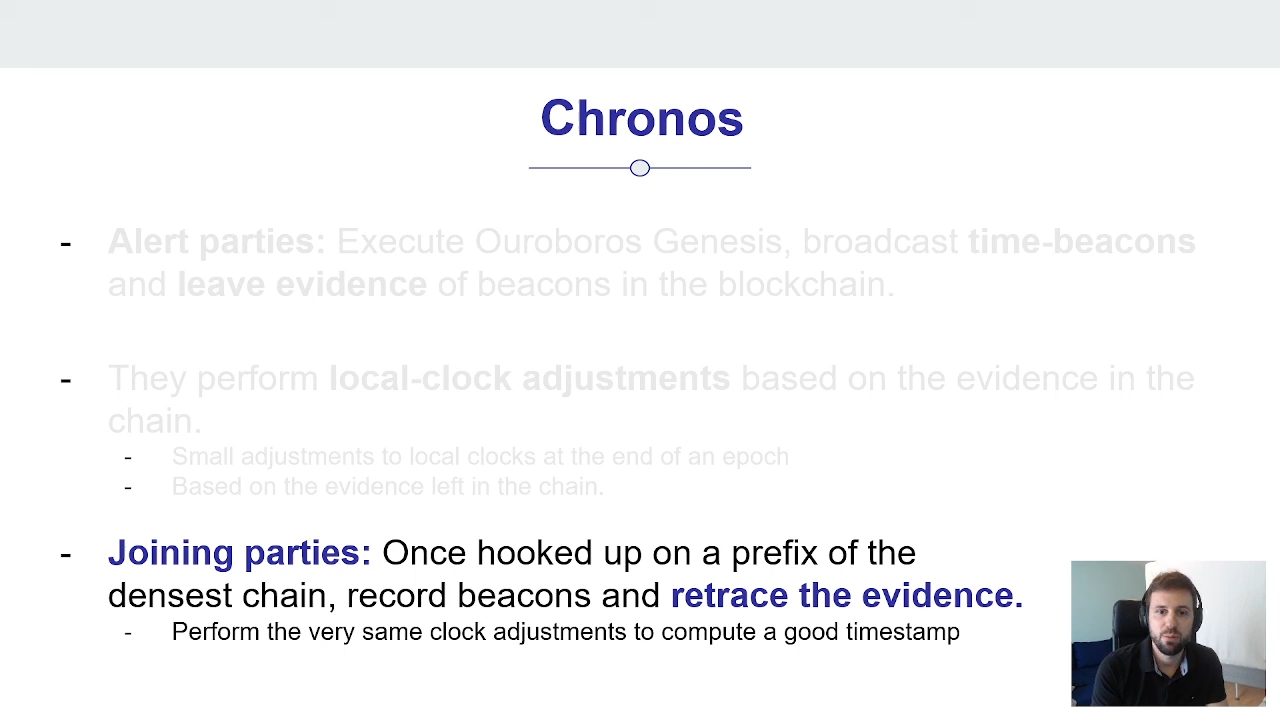 Chronos
- Alert parties: Execute Ouroboros Genesis, broadcast time-beacons
and leave evidence of beacons in the blockchain.
- They perform local-clock adjustments based on the evidence in the
chain.
- Small adjustments to local clocks at the end of an epoch
- Based on the evidence left in the chain.
- Joining parties: Once hooked up on a prefix of the
densest chain, record beacons and retrace the evidence.
- Perform the very same clock adjustments to compute a good timestamp